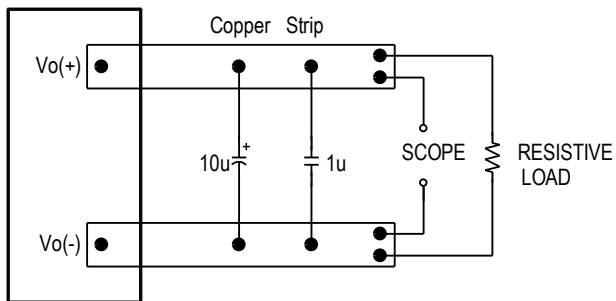 Copper Strip
Vo(+)
10u
+
1u
SCOPE
RESISTIVE
LOAD
Vo(-)